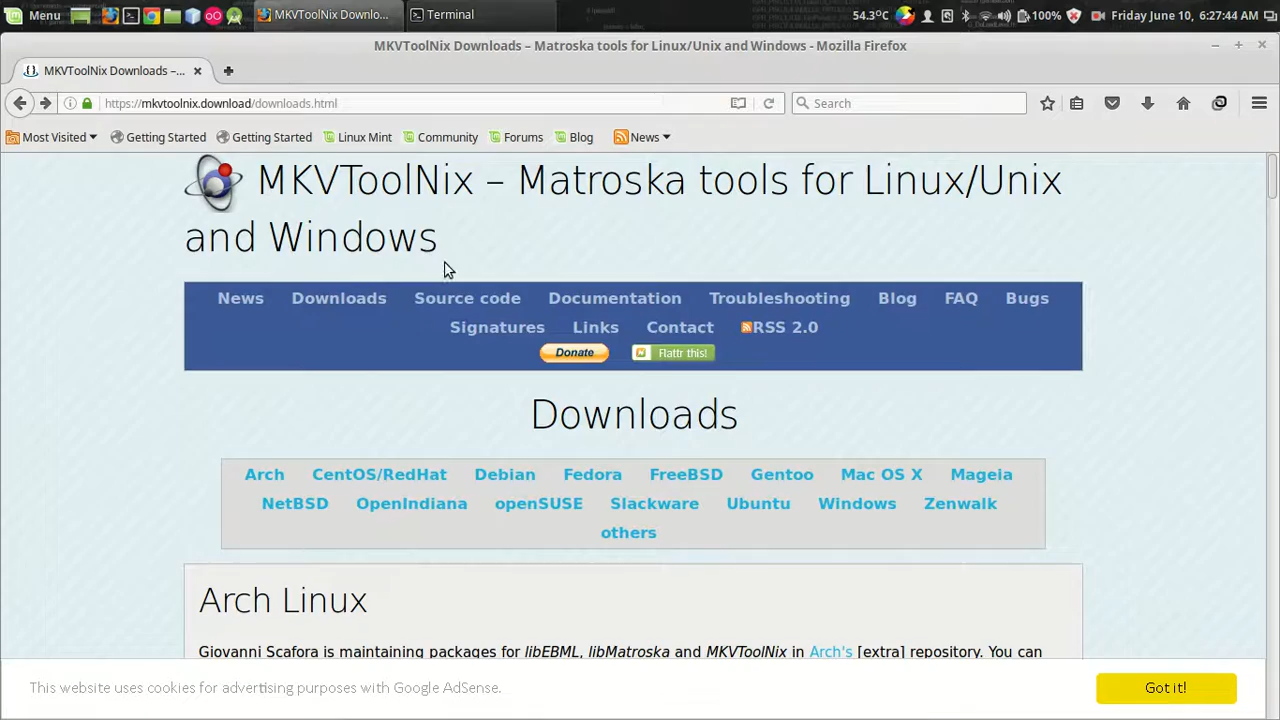 Menu MKVToolNix Downlo... Terminal 54.3ºC 100% Friday June 10, 6:27:44 AM
MKVToolNix Downloads – Matroska tools for Linux/Unix and Windows - Mozilla Firefox
MKVToolNix Downloads –...
https://mkvtoolnix.download/downloads.html Search
Most Visited Getting Started Getting Started Linux Mint Community Forums Blog News
MKVToolNix – Matroska tools for Linux/Unix
and Windows
News Downloads Source code Documentation Troubleshooting Blog FAQ Bugs
Signatures Links Contact RSS 2.0
Donate Flattr this!
Downloads
Arch CentOS/RedHat Debian Fedora FreeBSD Gentoo Mac OS X Mageia
NetBSD OpenIndiana openSUSE Slackware Ubuntu Windows Zenwalk
others
Arch Linux
Giovanni Scafora is maintaining packages for libEBML, libMatroska and MKVToolNix in Arch's [extra] repository. You can
This website uses cookies for advertising purposes with Google AdSense. Got it!